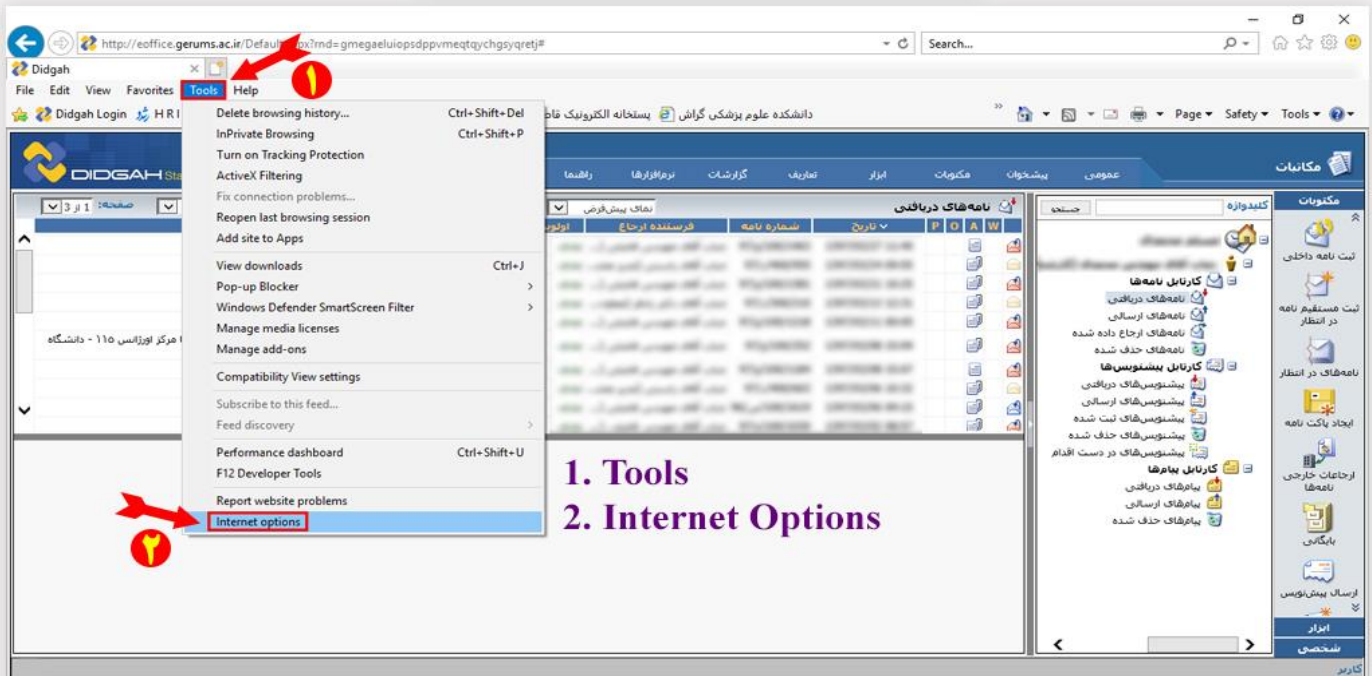 http://eoffice.gerums.ac.ir/Default
px?rnd=gmegaeluiopsdppvmeqtqychgsyqretj#
Search...
Didgah
File Edit View Favorites Tools Help
۱
Didgah Login
H R I
دانشکده علوم پزشکی گراش
پستخانه الکترونیک
Page Safety Tools
Delete browsing history... Ctrl+Shift+Del
InPrivate Browsing Ctrl+Shift+P
Turn on Tracking Protection
ActiveX Filtering
Fix connection problems...
Reopen last browsing session
Add site to Apps
View downloads Ctrl+J
Pop-up Blocker
Windows Defender SmartScreen Filter
Manage media licenses
Manage add-ons
Compatibility View settings
Subscribe to this feed...
Feed discovery
Performance dashboard Ctrl+Shift+U
F12 Developer Tools
Report website problems
Internet options
۲
DIDGAH
مکاتبات
عمومی پیشخوان مکتوبات ابزار تعاریف گزارشات نرم‌افزارها راهنما
صفحه: 1 از 3
نامه‌های دریافتی
نمای پیش‌فرض
W A O P تاریخ شماره نامه فرستنده ارجاع
مرکز اورژانس ۱۱۵ - دانشگاه
1. Tools
2. Internet Options
کلیدواژه جستجو
کارتابل نامه‌ها
نامه‌های دریافتی
نامه‌های ارسالی
نامه‌های ارجاع داده شده
نامه‌های حذف شده
کارتابل پیشنویس‌ها
پیشنویس‌های دریافتی
پیشنویس‌های ارسالی
پیشنویس‌های ثبت شده
پیشنویس‌های حذف شده
پیشنویس‌های در دست اقدام
کارتابل پیام‌ها
پیام‌های دریافتی
پیام‌های ارسالی
پیام‌های حذف شده
مکتوبات
ثبت نامه داخلی
ثبت مستقیم نامه
در انتظار
نامه‌های در انتظار
ایجاد پاکت نامه
ارجاعات خارجی
نامه‌ها
بایگانی
ارسال پیش‌نویس
ابزار
شخصی
کاربر